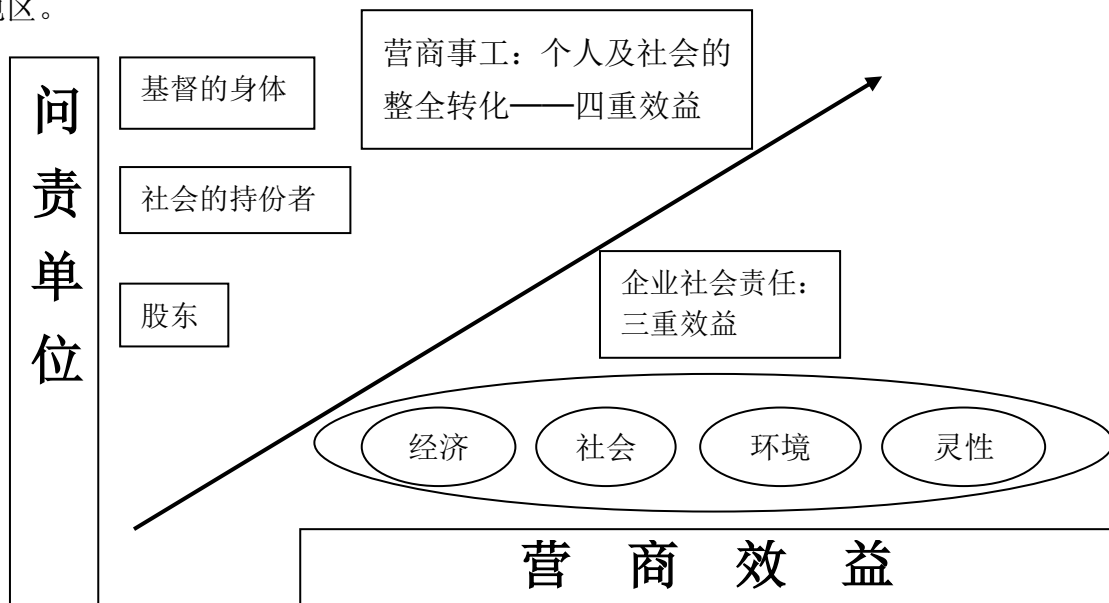 地区。
营商事工：个人及社会的
整全转化——四重效益
问责单位
基督的身体
社会的持份者
股东
企业社会责任：
三重效益
经济 社会 环境 灵性
营商效益